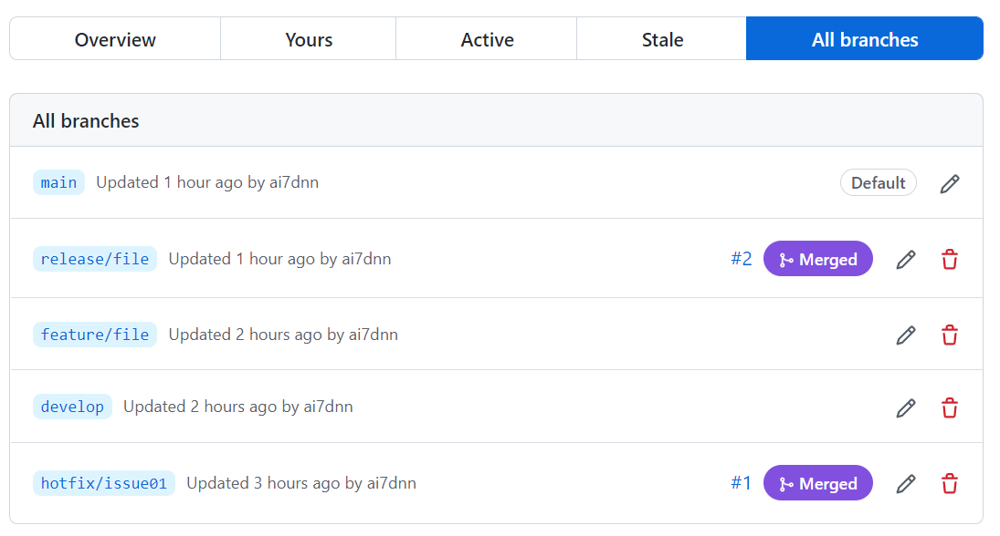 Overview Yours Active Stale All branches
All branches
main Updated 1 hour ago by ai7dnn Default
release/file Updated 1 hour ago by ai7dnn #2 Merged
feature/file Updated 2 hours ago by ai7dnn
develop Updated 2 hours ago by ai7dnn
hotfix/issue01 Updated 3 hours ago by ai7dnn #1 Merged